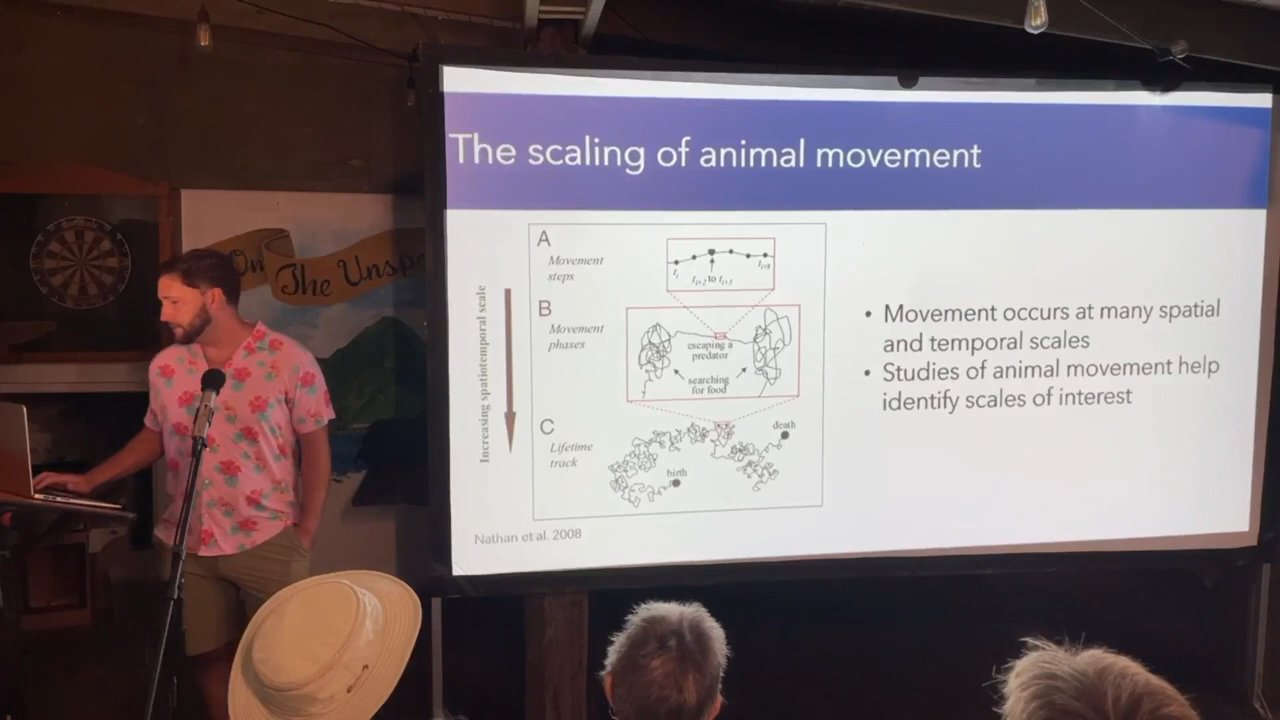 The scaling of animal movement
On
The Unsp
A
Movement
steps
Increasing spatiotemporal scale
B
Movement
phases
escaping a
predator
searching
for food
C
Lifetime
track
birth
death
• Movement occurs at many spatial
and temporal scales
• Studies of animal movement help
identify scales of interest
Nathan et al. 2008